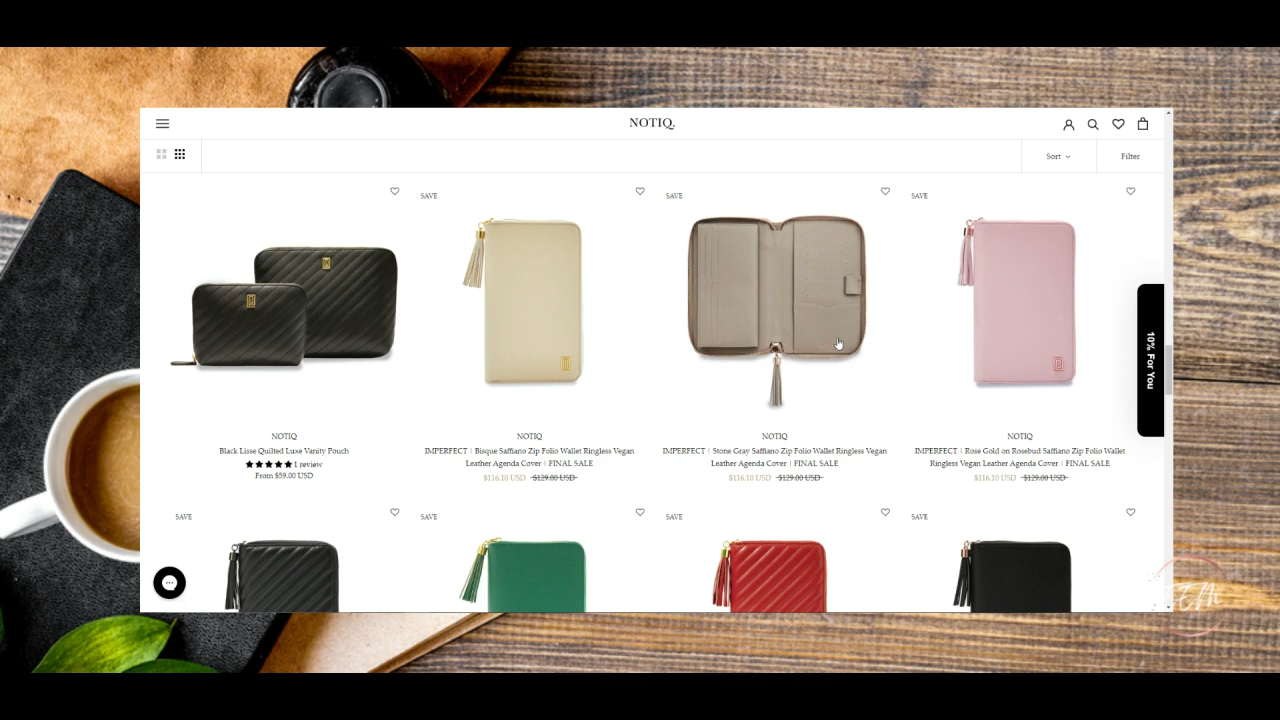 NOTIQ.
Sort
Filter
SAVE
SAVE
SAVE
10% For You
NOTIQ
Black Lisse Quilted Luxe Vanity Pouch
1 review
From $59.00 USD
NOTIQ
IMPERFECT | Bisque Saffiano Zip Folio Wallet Ringless Vegan
Leather Agenda Cover | FINAL SALE
$116.10 USD $129.00 USD
NOTIQ
IMPERFECT | Stone Gray Saffiano Zip Folio Wallet Ringless Vegan
Leather Agenda Cover | FINAL SALE
$116.10 USD $129.00 USD
NOTIQ
IMPERFECT | Rose Gold on Rosebud Saffiano Zip Folio Wallet
Ringless Vegan Leather Agenda Cover | FINAL SALE
$116.10 USD $129.00 USD
SAVE
SAVE
SAVE
SAVE